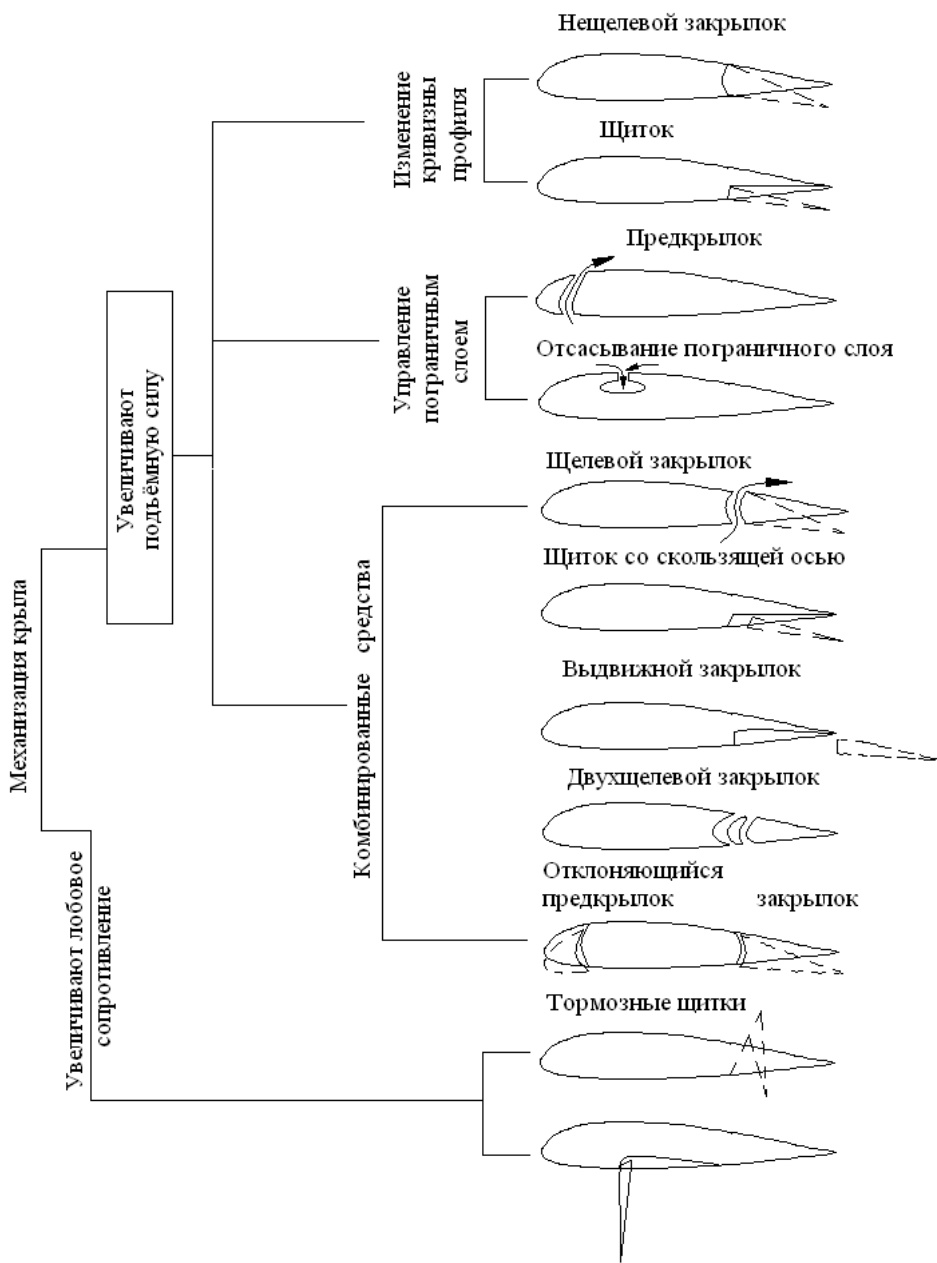 Механизация крыла
Увеличивают
подъёмную силу
Изменение
кривизны
профиля
Нещелевой закрылок
Щиток
Управление
пограничным
слоем
Предкрылок
Отсасывание пограничного слоя
Комбинированные средства
Щелевой закрылок
Щиток со скользящей осью
Выдвижной закрылок
Двухщелевой закрылок
Отклоняющийся
предкрылок закрылок
Увеличивают лобовое
сопротивление
Тормозные щитки